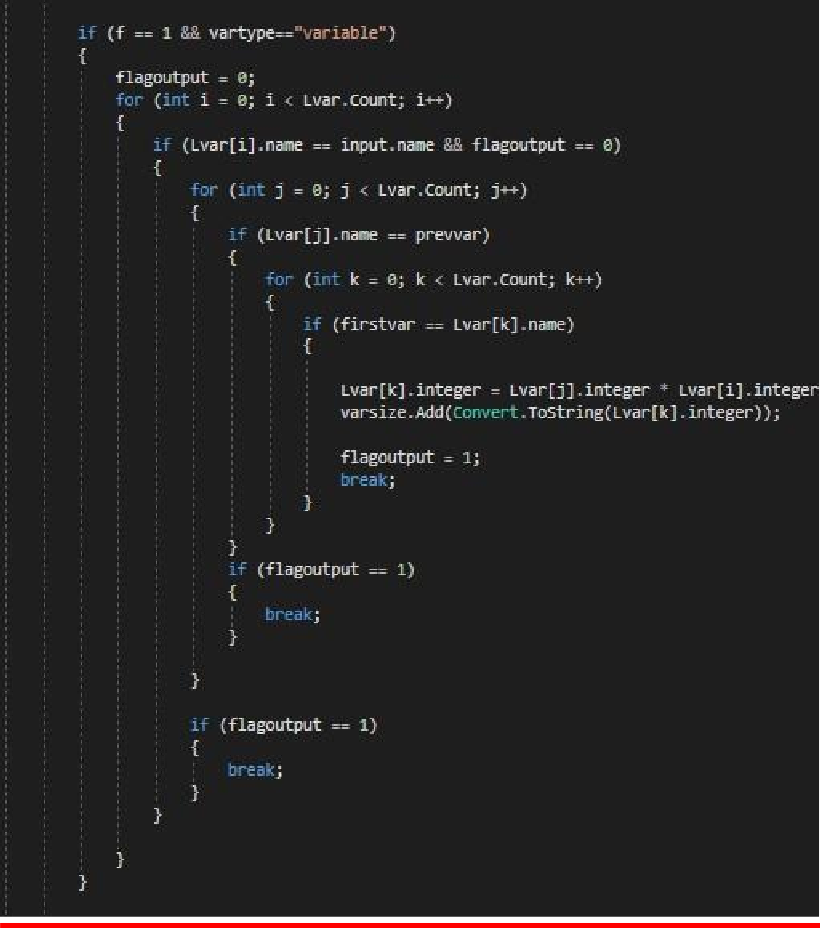 if (f == 1 && vartype=="variable")
{
flagoutput = 0;
for (int i = 0; i < Lvar.Count; i++)
{
if (Lvar[i].name == input.name && flagoutput == 0)
{
for (int j = 0; j < Lvar.Count; j++)
{
if (Lvar[j].name == prevvar)
{
for (int k = 0; k < Lvar.Count; k++)
{
if (firstvar == Lvar[k].name)
{
Lvar[k].integer = Lvar[j].integer * Lvar[i].integer
varsize.Add(Convert.ToString(Lvar[k].integer));
flagoutput = 1;
break;
}
}
}
if (flagoutput == 1)
{
break;
}
}
if (flagoutput == 1)
{
break;
}
}
}
}